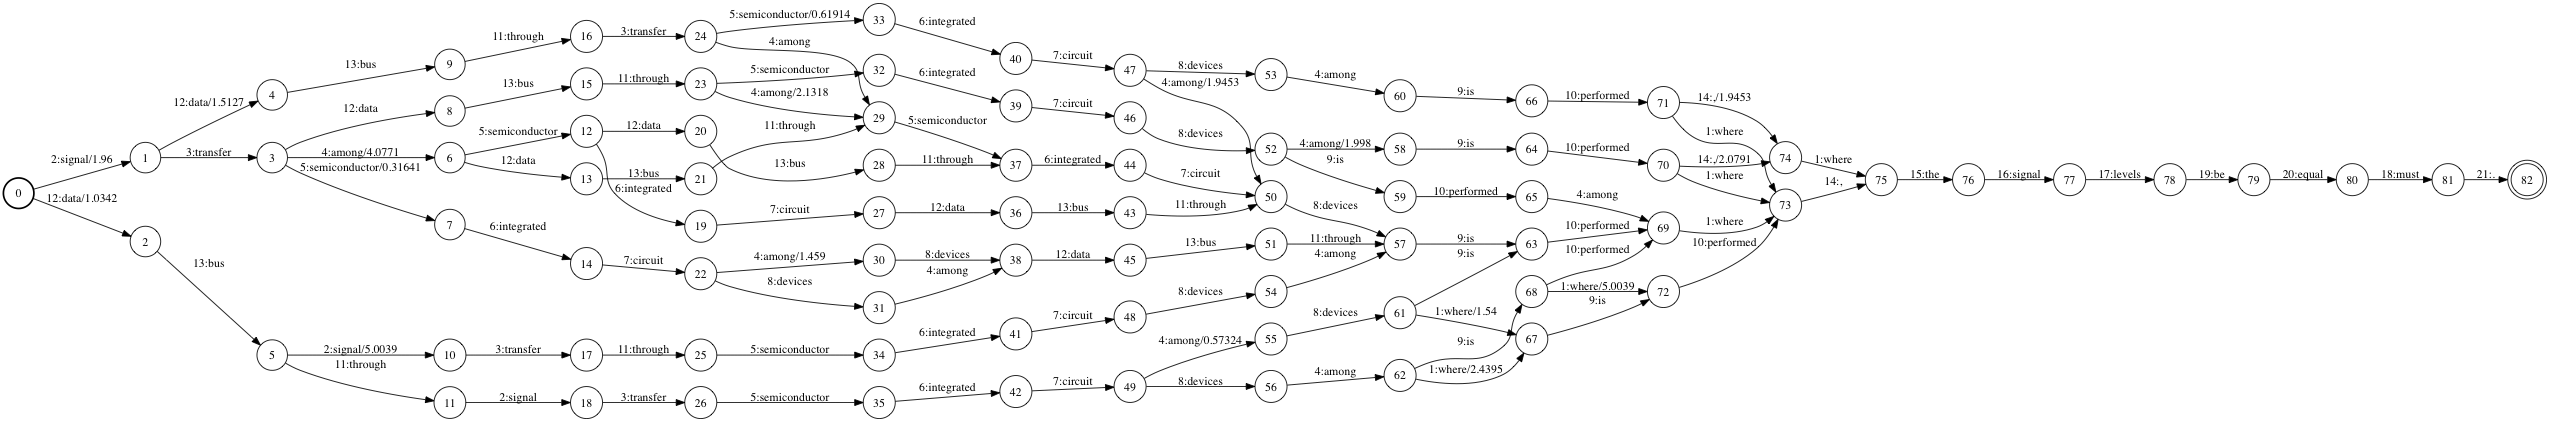 0
2:signal/1.96
12:data/1.0342
1
2
12:data/1.5127
3:transfer
13:bus
4
3
5
13:bus
12:data
4:among/4.0771
5:semiconductor/0.31641
2:signal/5.0039
11:through
9
8
6
7
10
11
11:through
13:bus
5:semiconductor
12:data
6:integrated
3:transfer
2:signal
16
15
12
13
14
17
18
3:transfer
11:through
12:data
13:bus
6:integrated
7:circuit
11:through
3:transfer
24
23
20
21
19
22
25
26
5:semiconductor/0.61914
4:among
5:semiconductor
4:among/2.1318
11:through
13:bus
7:circuit
4:among/1.459
8:devices
5:semiconductor
5:semiconductor
33
32
29
28
27
30
31
34
35
6:integrated
6:integrated
5:semiconductor
11:through
12:data
8:devices
4:among
6:integrated
6:integrated
40
39
37
36
38
41
42
7:circuit
7:circuit
6:integrated
13:bus
12:data
7:circuit
7:circuit
47
46
44
43
45
48
49
8:devices
4:among/1.9453
8:devices
7:circuit
11:through
13:bus
8:devices
4:among/0.57324
8:devices
53
52
50
51
54
55
56
4:among
4:among/1.998
9:is
8:devices
11:through
4:among
8:devices
4:among
60
58
59
57
61
62
9:is
9:is
10:performed
9:is
9:is
1:where/1.54
9:is
1:where/2.4395
66
64
65
63
68
67
10:performed
10:performed
4:among
10:performed
10:performed
1:where/5.0039
9:is
71
70
69
72
14:,/1.9453
1:where
14:,/2.0791
1:where
1:where
10:performed
74
73
1:where
14:,
75
15:the
76
16:signal
77
17:levels
78
19:be
79
20:equal
80
18:must
81
21:.
82